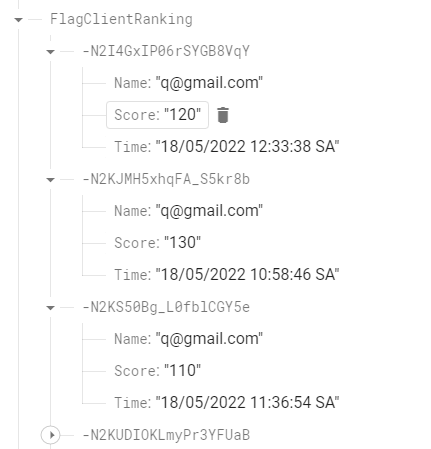 FlagClientRanking
-N2I4GxIP06rSYGB8VqY
Name: "q@gmail.com"
Score: "120"
Time: "18/05/2022 12:33:38 SA"
-N2KJMH5xhqFA_S5kr8b
Name: "q@gmail.com"
Score: "130"
Time: "18/05/2022 10:58:46 SA"
-N2KS50Bg_L0fblCGY5e
Name: "q@gmail.com"
Score: "110"
Time: "18/05/2022 11:36:54 SA"
-N2KUDIOKLmyPr3YFUaB